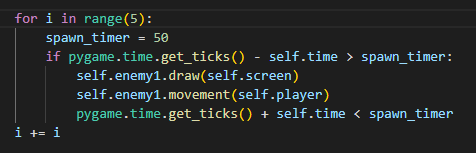 for i in range(5):
    spawn_timer = 50
    if pygame.time.get_ticks() - self.time > spawn_timer:
        self.enemy1.draw(self.screen)
        self.enemy1.movement(self.player)
        pygame.time.get_ticks() + self.time < spawn_timer
i += i